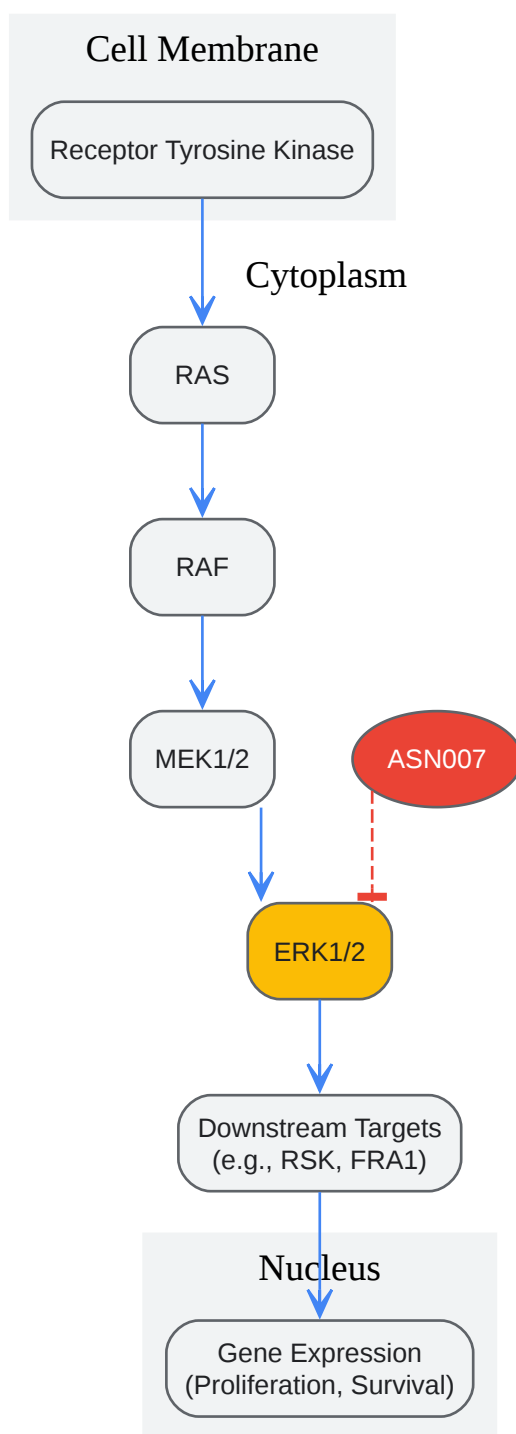 Cell Membrane
Receptor Tyrosine Kinase
Cytoplasm
RAS
RAF
MEK1/2
ASN007
ERK1/2
Downstream Targets
(e.g., RSK, FRA1)
Nucleus
Gene Expression
(Proliferation, Survival)